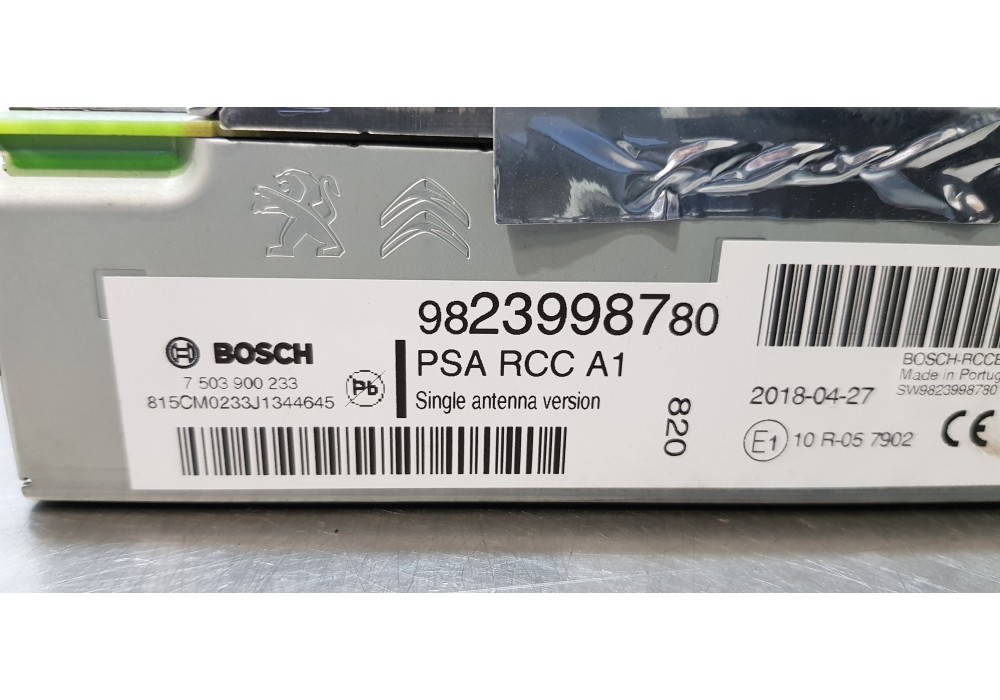 9823998780
BOSCH
PSA RCC A1
7 503 900 233
815CM0233J1344645
Pb
Single antenna version
820
BOSCH-RCCE
Made in Portug
SW9823998780
2018-04-27
E1 10 R-05 7902
CE